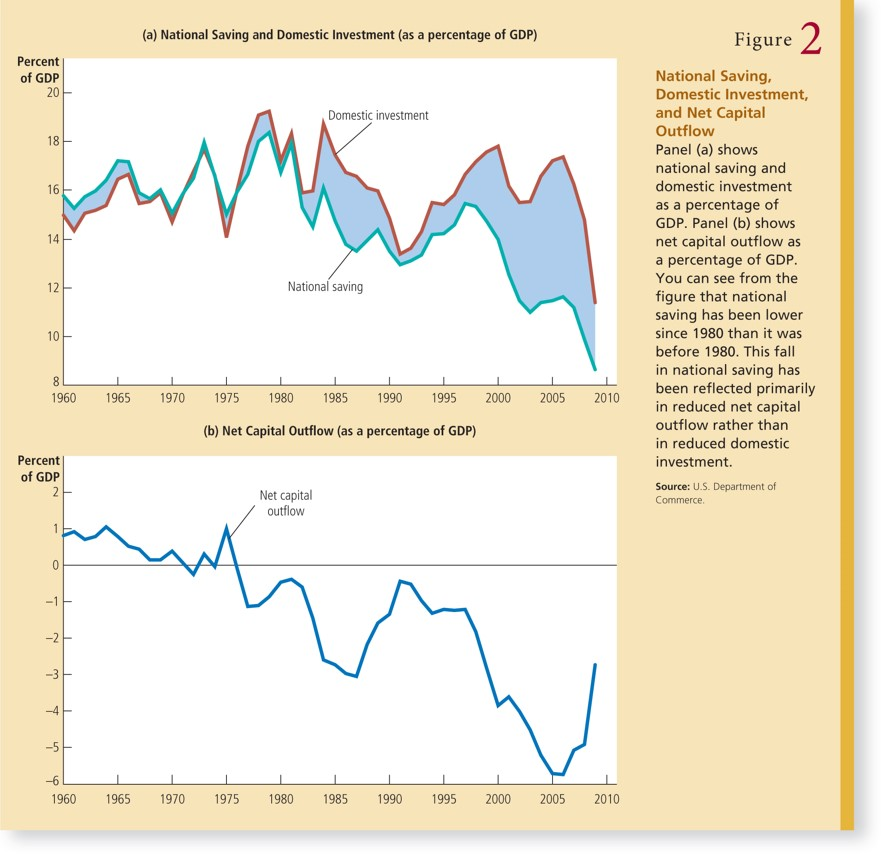 (a) National Saving and Domestic Investment (as a percentage of GDP)
Percent
of GDP
20
18
16
14
12
10
8
Domestic investment
National saving
1960 1965 1970 1975 1980 1985 1990 1995 2000 2005 2010
(b) Net Capital Outflow (as a percentage of GDP)
Percent
of GDP
2
1
0
–1
–2
–3
–4
–5
–6
Net capital
outflow
1960 1965 1970 1975 1980 1985 1990 1995 2000 2005 2010
Figure 2
National Saving,
Domestic Investment,
and Net Capital
Outflow
Panel (a) shows
national saving and
domestic investment
as a percentage of
GDP. Panel (b) shows
net capital outflow as
a percentage of GDP.
You can see from the
figure that national
saving has been lower
since 1980 than it was
before 1980. This fall
in national saving has
been reflected primarily
in reduced net capital
outflow rather than
in reduced domestic
investment.
Source: U.S. Department of
Commerce.